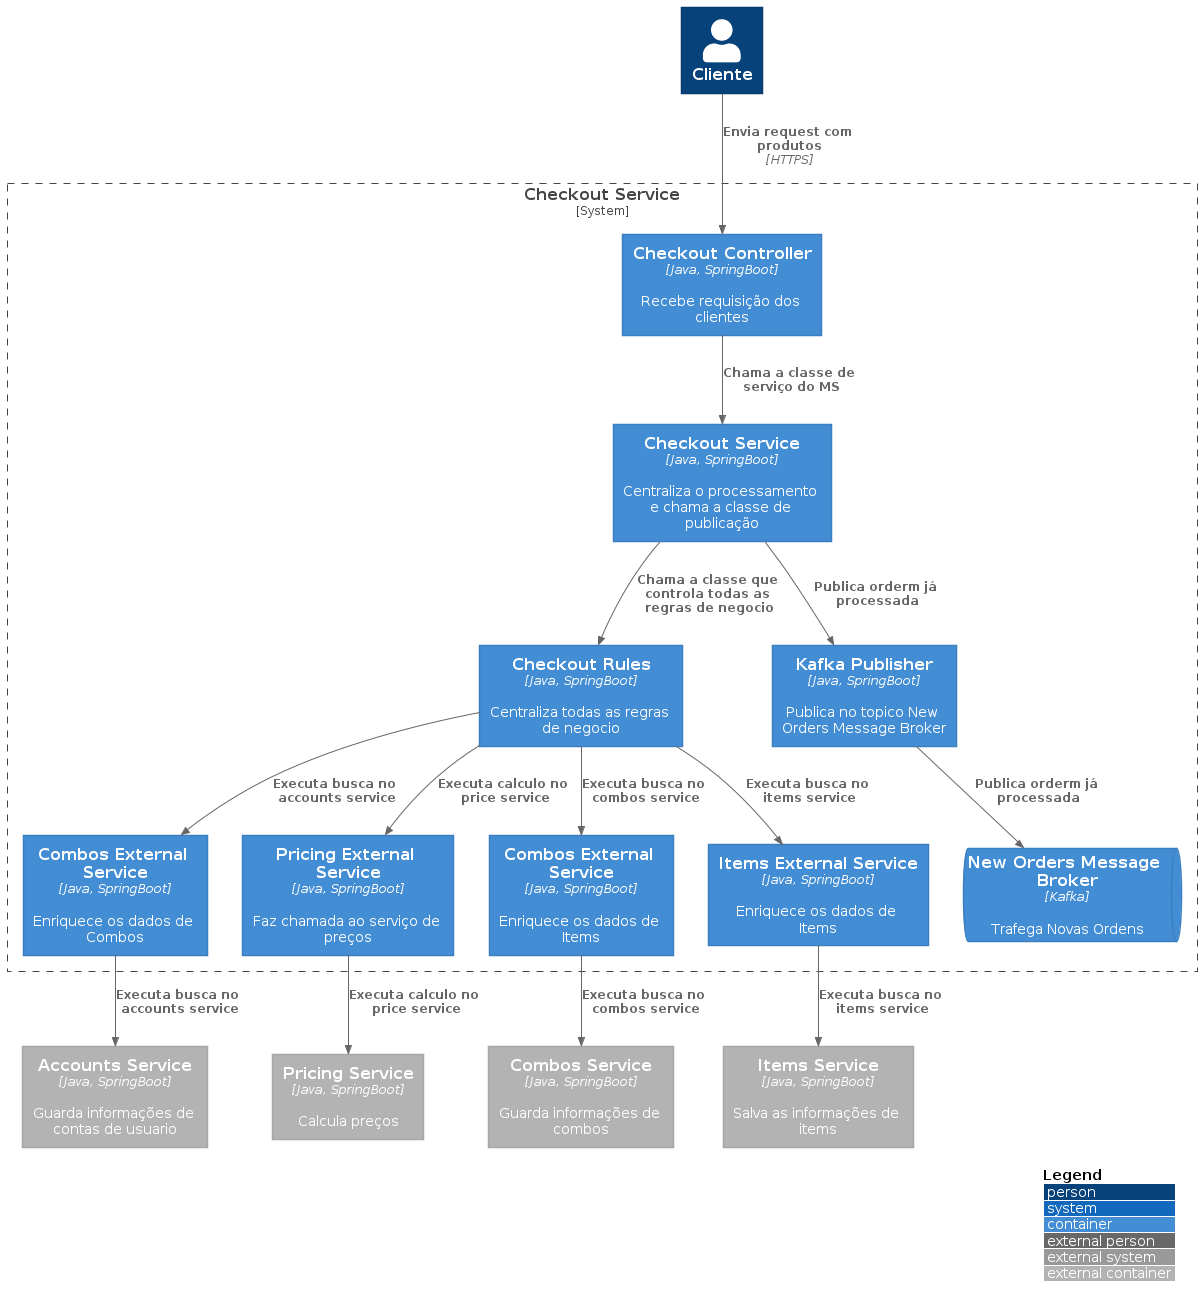 Cliente
Envia request com
produtos
[HTTPS]
Checkout Service
[System]
Checkout Controller
[Java, SpringBoot]
Recebe requisição dos
clientes
Chama a classe de
serviço do MS
Checkout Service
[Java, SpringBoot]
Centraliza o processamento
e chama a classe de
publicação
Chama a classe que
controla todas as
regras de negocio
Publica orderm já
processada
Checkout Rules
[Java, SpringBoot]
Centraliza todas as regras
de negocio
Kafka Publisher
[Java, SpringBoot]
Publica no topico New
Orders Message Broker
Executa busca no
accounts service
Executa calculo no
price service
Executa busca no
combos service
Executa busca no
items service
Publica orderm já
processada
Combos External
Service
[Java, SpringBoot]
Enriquece os dados de
Combos
Pricing External
Service
[Java, SpringBoot]
Faz chamada ao serviço de
preços
Combos External
Service
[Java, SpringBoot]
Enriquece os dados de
Items
Items External Service
[Java, SpringBoot]
Enriquece os dados de
Items
New Orders Message
Broker
[Kafka]
Trafega Novas Ordens
Executa busca no
accounts service
Executa calculo no
price service
Executa busca no
combos service
Executa busca no
items service
Accounts Service
[Java, SpringBoot]
Guarda informações de
contas de usuario
Pricing Service
[Java, SpringBoot]
Calcula preços
Combos Service
[Java, SpringBoot]
Guarda informações de
combos
Items Service
[Java, SpringBoot]
Salva as informações de
items
Legend
person
system
container
external person
external system
external container